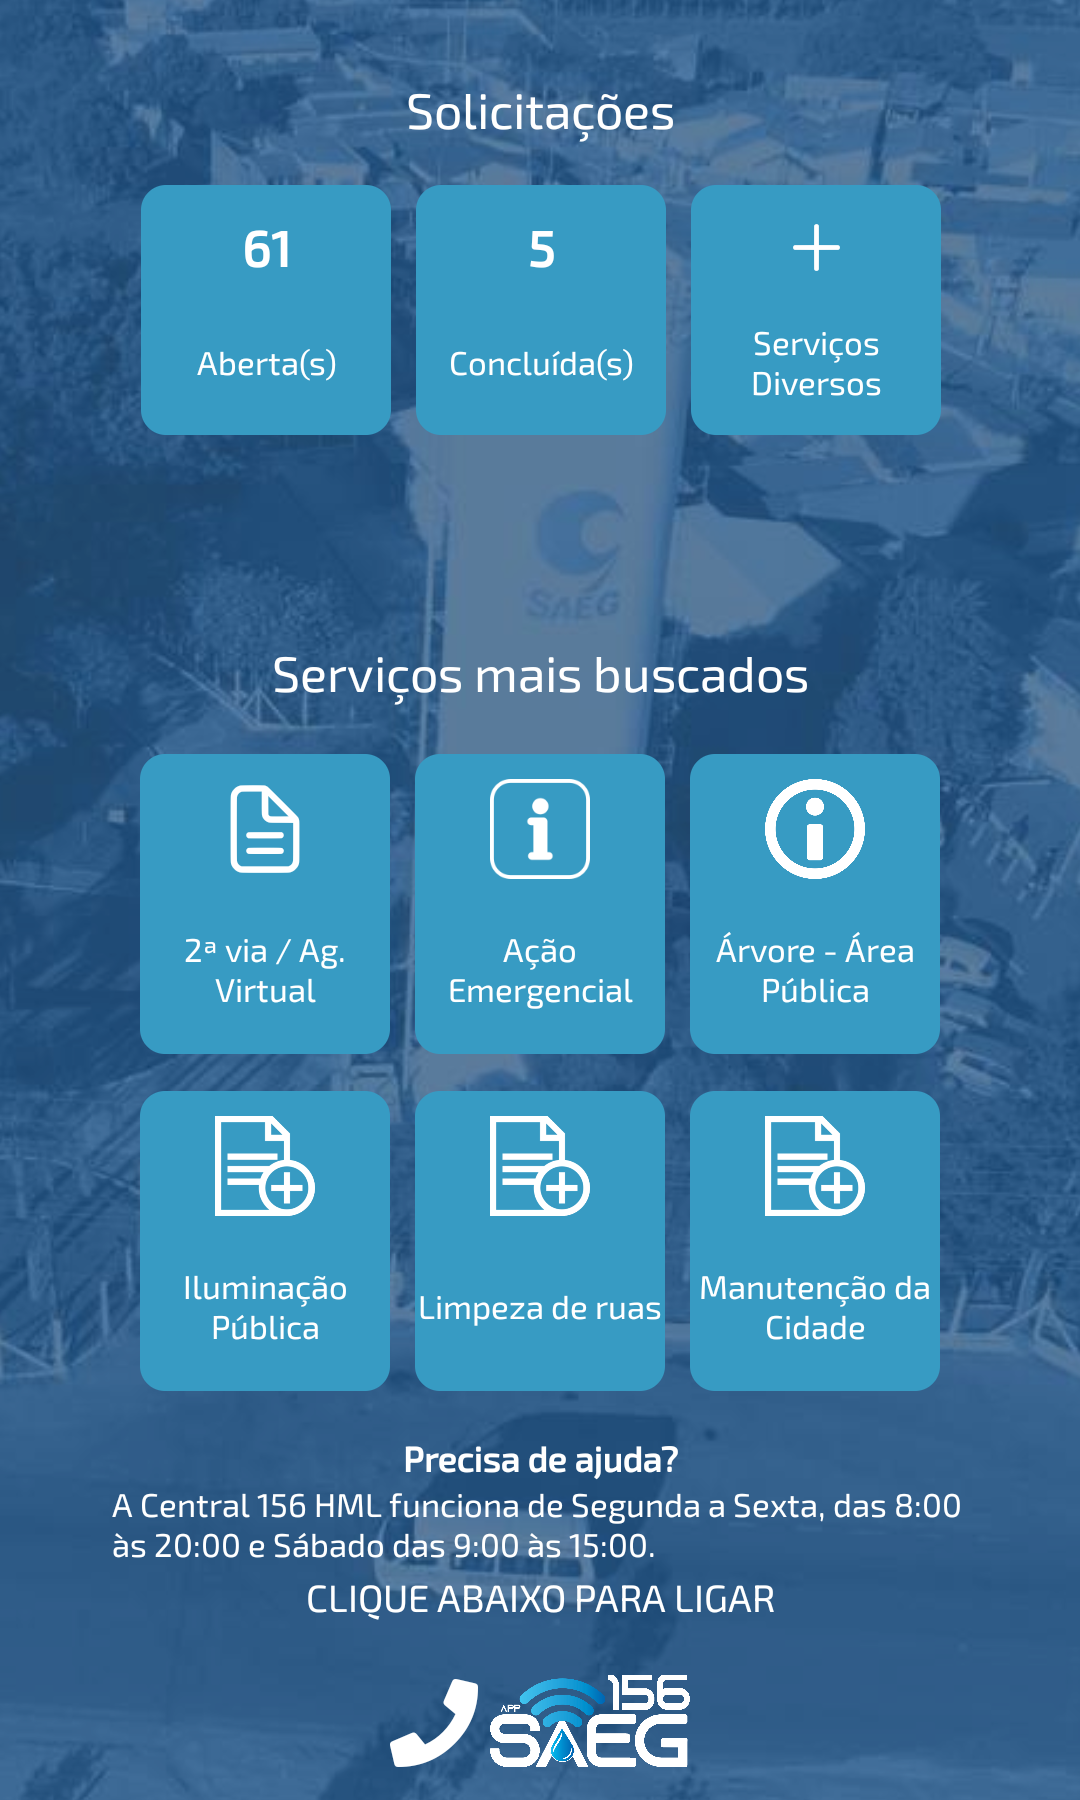 Solicitações
61
5
Aberta(s)
Concluída(s)
Serviços
Diversos
SAEG
Serviços mais buscados
2ª via / Ag.
Virtual
Ação
Emergencial
Árvore - Área
Pública
Iluminação
Pública
Limpeza de ruas
Manutenção da
Cidade
Precisa de ajuda?
A Central 156 HML funciona de Segunda a Sexta, das 8:00
às 20:00 e Sábado das 9:00 às 15:00.
CLIQUE ABAIXO PARA LIGAR
APP 156
SAEG